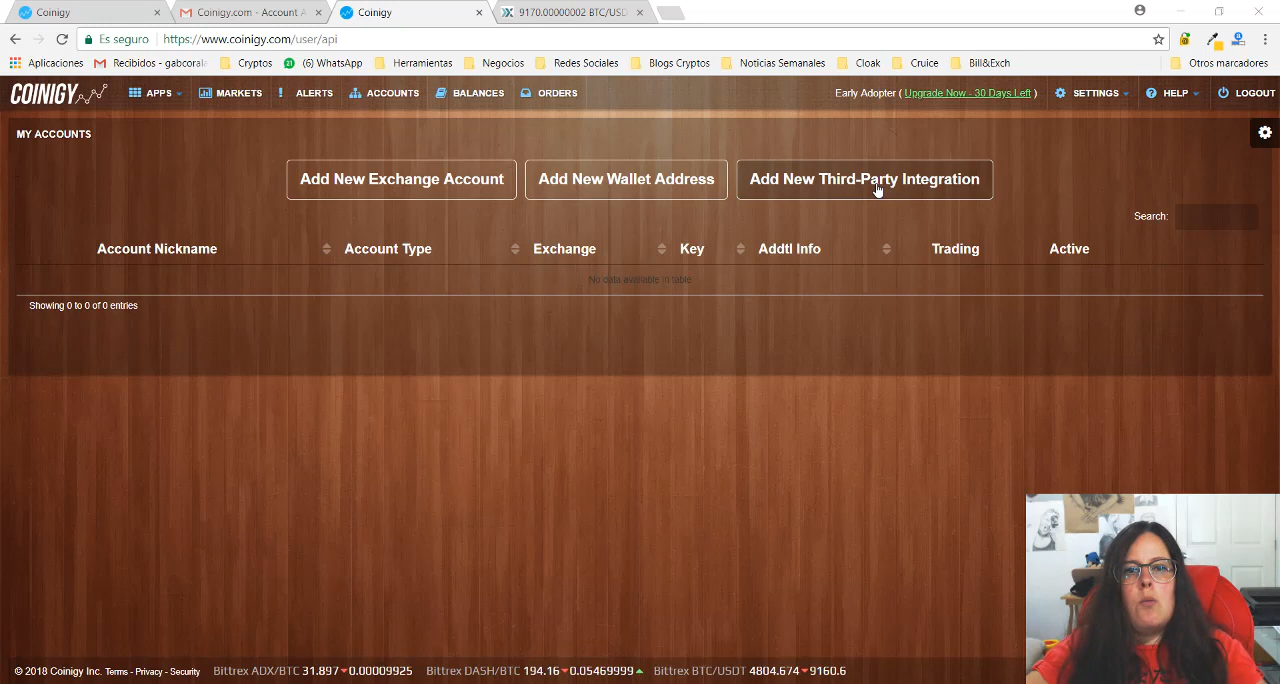 Coinigy
Coinigy.com - Account A
Coinigy
9170.00000002 BTC/USD
Es seguro
https://www.coinigy.com/user/api
Aplicaciones
Recibidos - gabcoral
Cryptos
(6) WhatsApp
Herramientas
Negocio
Redes Sociales
Blogs Cryptos
Noticias Semanales
Cloak
Cruice
Bill&Exch
Otros marcadores
COINIGY
APPS
MARKETS
ALERTS
ACCOUNTS
BALANCES
ORDERS
Early Adopter ( Upgrade Now - 30 Days Left )
SETTINGS
HELP
LOGOUT
MY ACCOUNTS
Add New Exchange Account
Add New Wallet Address
Add New Third-Party Integration
Search:
Account Nickname
Account Type
Exchange
Key
Addtl Info
Trading
Active
No data available in table
Showing 0 to 0 of 0 entries
© 2018 Coinigy Inc. Terms - Privacy - Security
Bittrex ADX/BTC 31.897 0.00009925
Bittrex DASH/BTC 194.16 0.05469999
Bittrex BTC/USDT 4804.674 9160.6